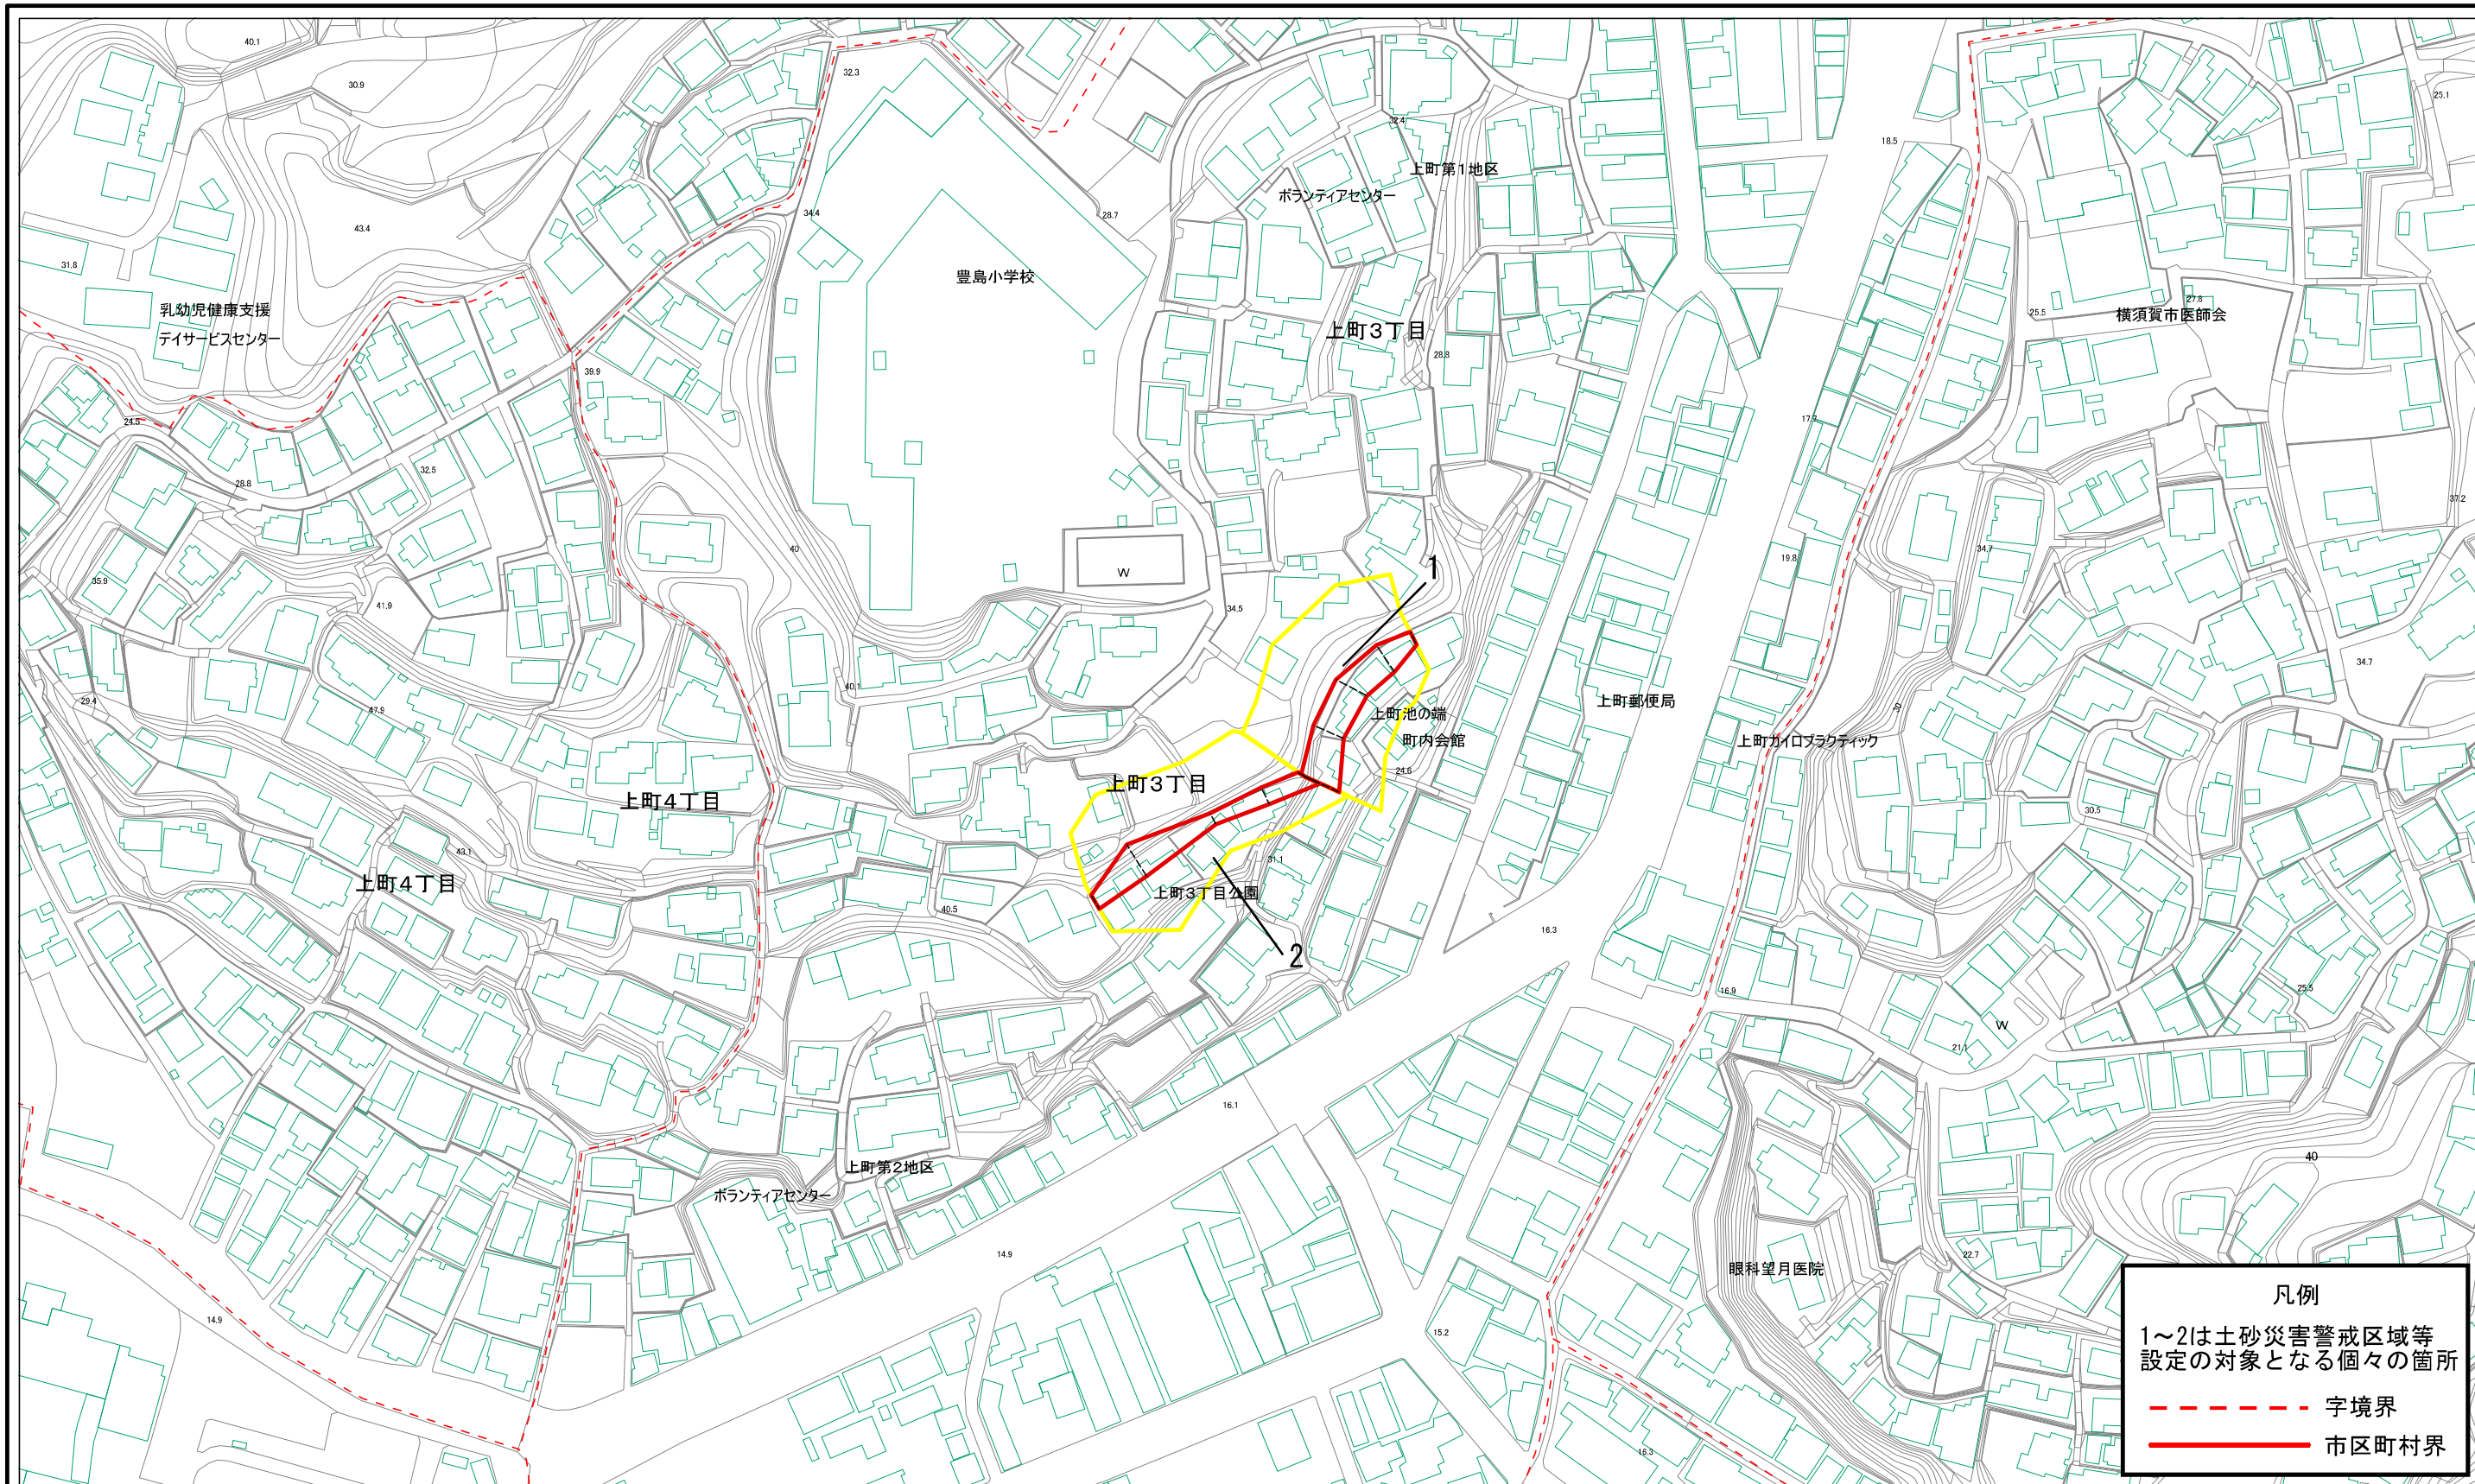 40.1
30.9
32.3
25.1
32.4
18.5
上町第1地区
ボランティアセンター
34.4
28.7
43.4
31.8
豊島小学校
乳幼児健康支援
デイサービスセンター
27.8
25.5
横須賀市医師会
上町3丁目
28.8
39.9
24.5
17.7
32.5
28.8
37.2
40
34.7
19.8
W
1
35.9
41.9
34.5
34.7
40.1
29.4
47.9
30
上町池の端
町内会館
上町郵便局
上町カイロプラクティック
24.6
上町3丁目
上町4丁目
30.5
43.1
31.1
上町4丁目
上町3丁目公園
40.5
16.3
2
16.9
25.5
W
21.1
16.1
40
上町第2地区
ボランティアセンター
14.9
22.7
眼科望月医院
14.9
15.2
16.3
凡例
1～2は土砂災害警戒区域等
設定の対象となる個々の箇所
字境界
市区町村界